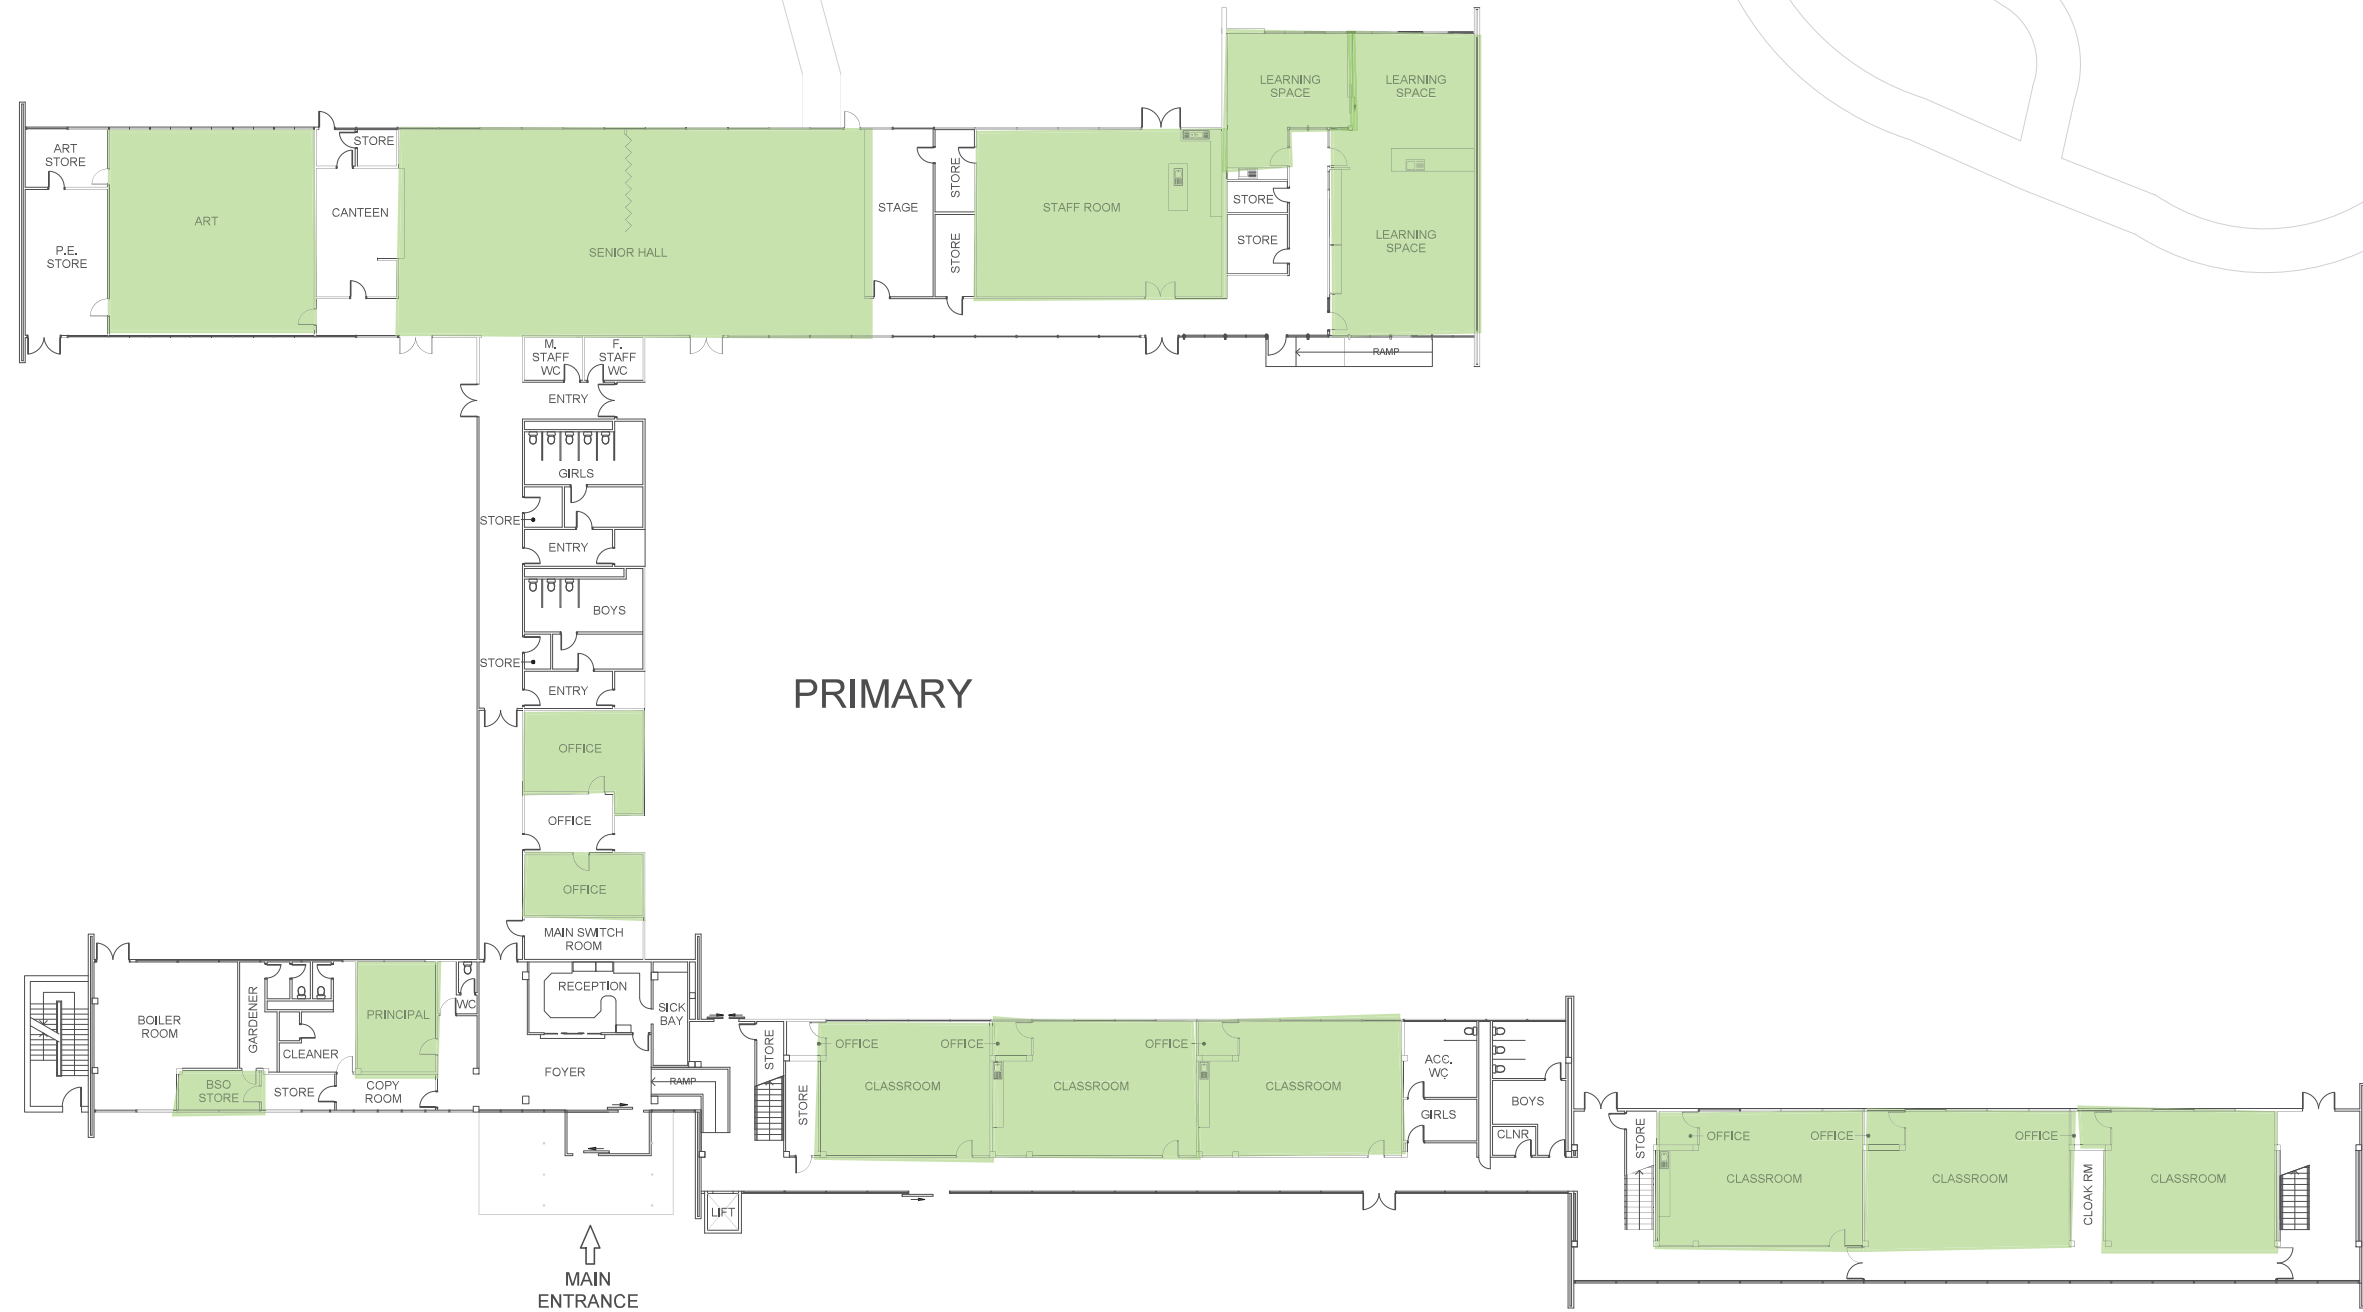 LEARNING
SPACE
LEARNING
SPACE
ART
STORE
STORE
STORE
ART
CANTEEN
STAGE
STAFF ROOM
STORE
P.E.
STORE
SENIOR HALL
STORE
STORE
LEARNING
SPACE
M.
STAFF
WC
F.
STAFF
WC
RAMP
ENTRY
GIRLS
STORE
ENTRY
BOYS
STORE
ENTRY
PRIMARY
OFFICE
OFFICE
OFFICE
MAIN SWITCH
ROOM
BOILER
ROOM
GARDENER
CLEANER
PRINCIPAL
WC
RECEPTION
SICK
BAY
BSO
STORE
STORE
COPY
ROOM
FOYER
RAMP
STORE
STORE
OFFICE
CLASSROOM
OFFICE
CLASSROOM
OFFICE
CLASSROOM
ACC.
WC
GIRLS
BOYS
CLNR
LIFT
STORE
OFFICE
CLASSROOM
OFFICE
CLASSROOM
OFFICE
CLOAK RM
CLASSROOM
MAIN
ENTRANCE